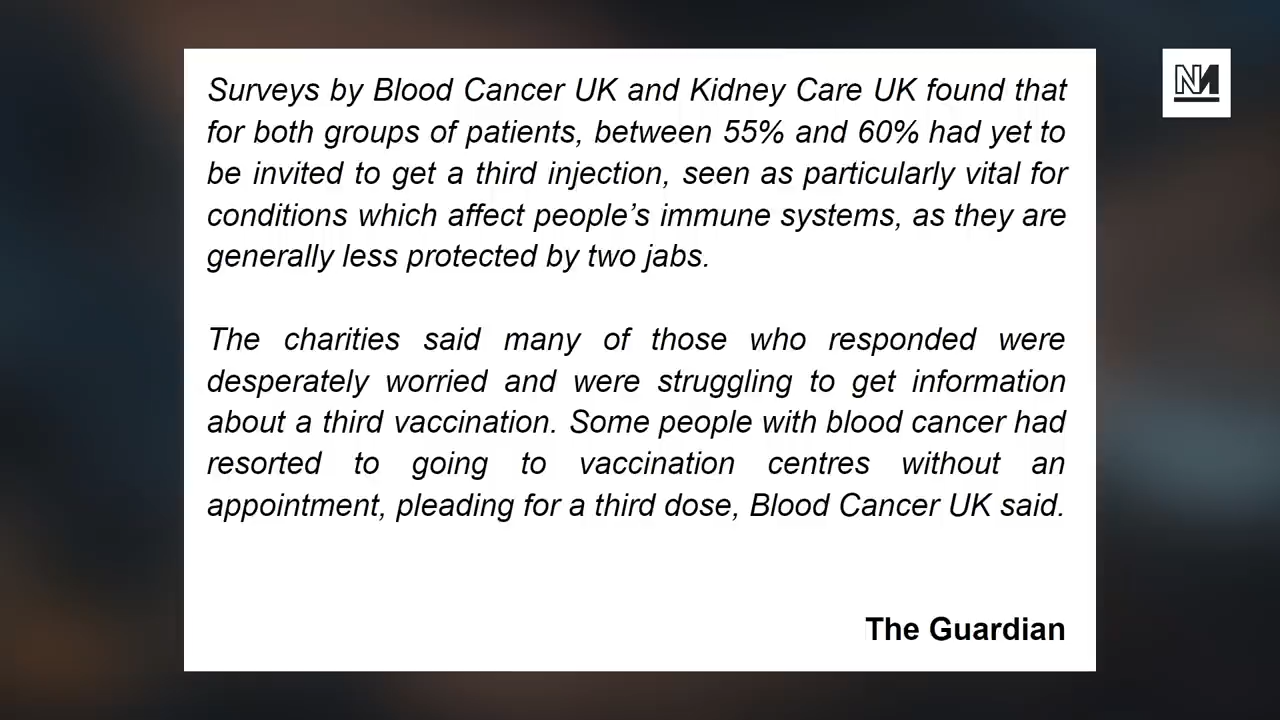 Surveys by Blood Cancer UK and Kidney Care UK found that
for both groups of patients, between 55% and 60% had yet to
be invited to get a third injection, seen as particularly vital for
conditions which affect people’s immune systems, as they are
generally less protected by two jabs.
The charities said many of those who responded were
desperately worried and were struggling to get information
about a third vaccination. Some people with blood cancer had
resorted to going to vaccination centres without an
appointment, pleading for a third dose, Blood Cancer UK said.
The Guardian
NM